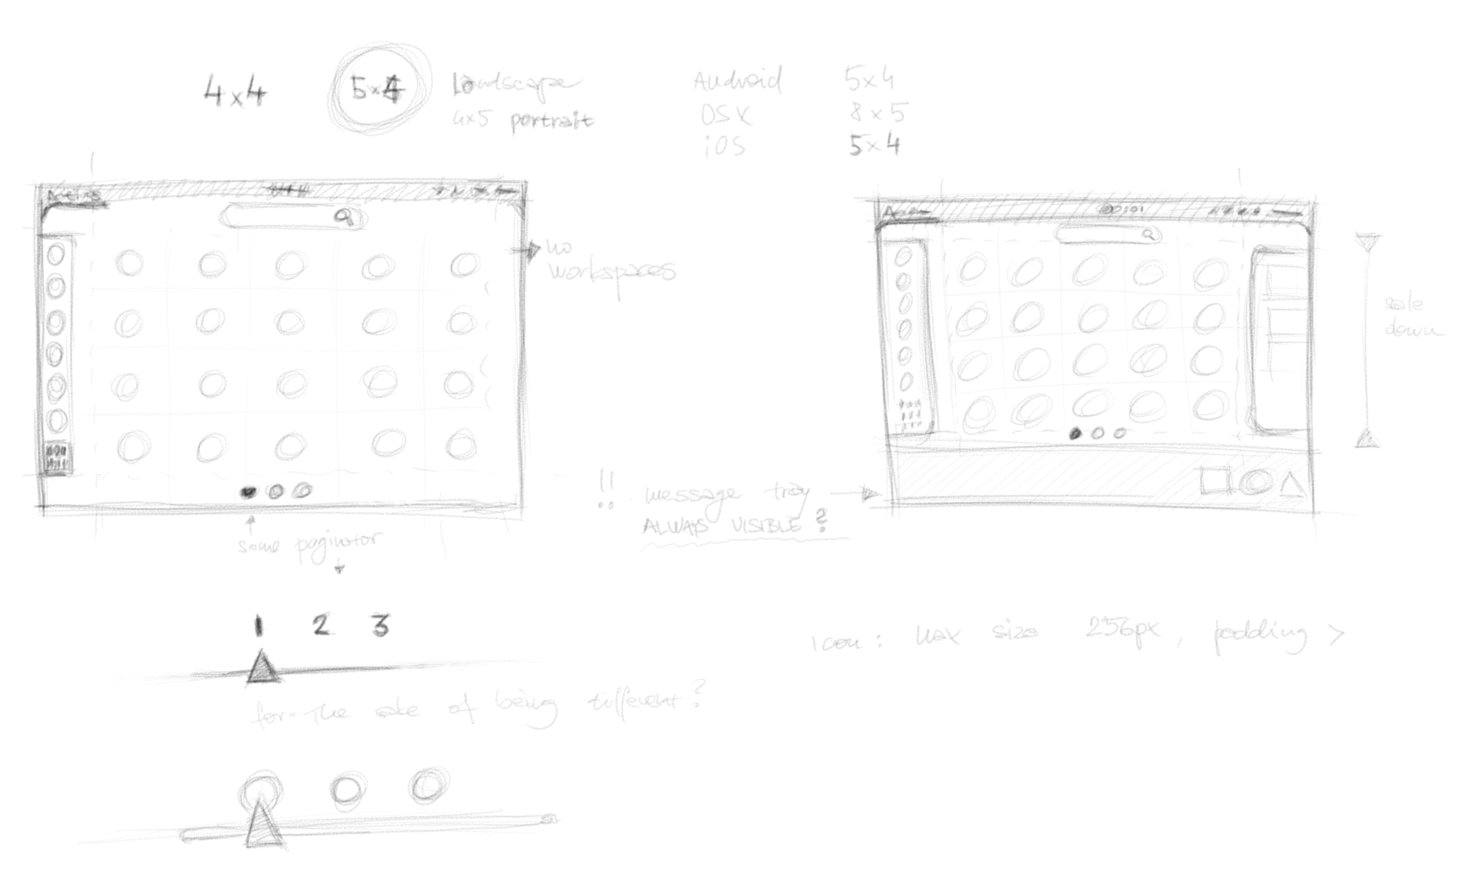 4x4
5x4 landscape
4x5 portrait
Android 5x4
OSX 8x5
iOS 5x4
no
workspaces
scale
down
!! message tray
ALWAYS VISIBLE?
some paginator
1 2 3
for the sake of being different?
icon: max size 256px, padding >